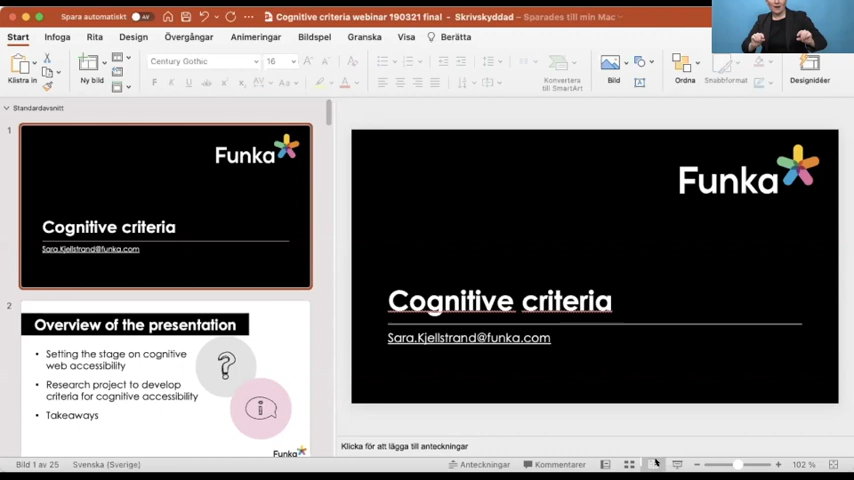 Spara automatiskt AV
Cognitive criteria webinar 190321 final - Skrivskyddad - Sparades till min Mac
Start Infoga Rita Design Övergångar Animeringar Bildspel Granska Visa Berätta
Klistra in
Ny bild
Century Gothic 16
Konvertera till SmartArt
Bild
Ordna
Snabbformat
Designidéer
Standardavsnitt
1
Funka
Cognitive criteria
Sara.Kjellstrand@funka.com
2
Overview of the presentation
• Setting the stage on cognitive
web accessibility
• Research project to develop
criteria for cognitive accessibility
• Takeaways
Funka
Funka
Cognitive criteria
Sara.Kjellstrand@funka.com
Klicka för att lägga till anteckningar
Bild 1 av 25 Svenska (Sverige) Anteckningar Kommentarer 102 %